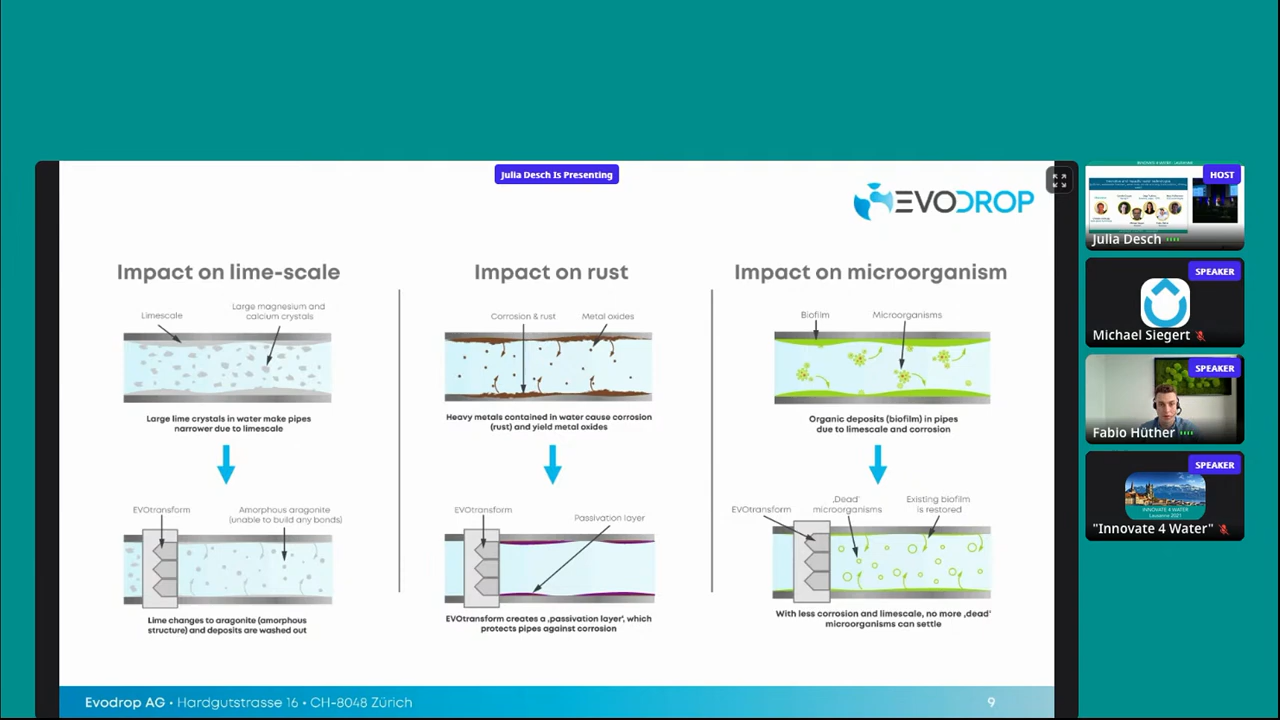 Julia Desch Is Presenting
EVODROP
Impact on lime-scale
Limescale
Large magnesium and
calcium crystals
Large lime crystals in water make pipes
narrower due to limescale
EVOtransform
Amorphous aragonite
(unable to build any bonds)
Lime changes to aragonite (amorphous
structure) and deposits are washed out
Impact on rust
Corrosion & rust
Metal oxides
Heavy metals contained in water cause corrosion
(rust) and yield metal oxides
EVOtransform
Passivation layer
EVOtransform creates a ‚passivation layer', which
protects pipes against corrosion
Impact on microorganism
Biofilm
Microorganisms
Organic deposits (biofilm) in pipes
due to limescale and corrosion
EVOtransform
‚Dead'
microorganisms
Existing biofilm
is restored
With less corrosion and limescale, no more ‚dead'
microorganisms can settle
Evodrop AG • Hardgutstrasse 16 • CH-8048 Zürich
9
HOST
Julia Desch
SPEAKER
Michael Siegert
SPEAKER
Fabio Hüther
SPEAKER
INNOVATE 4 WATER
Lausanne 2021
"Innovate 4 Water"